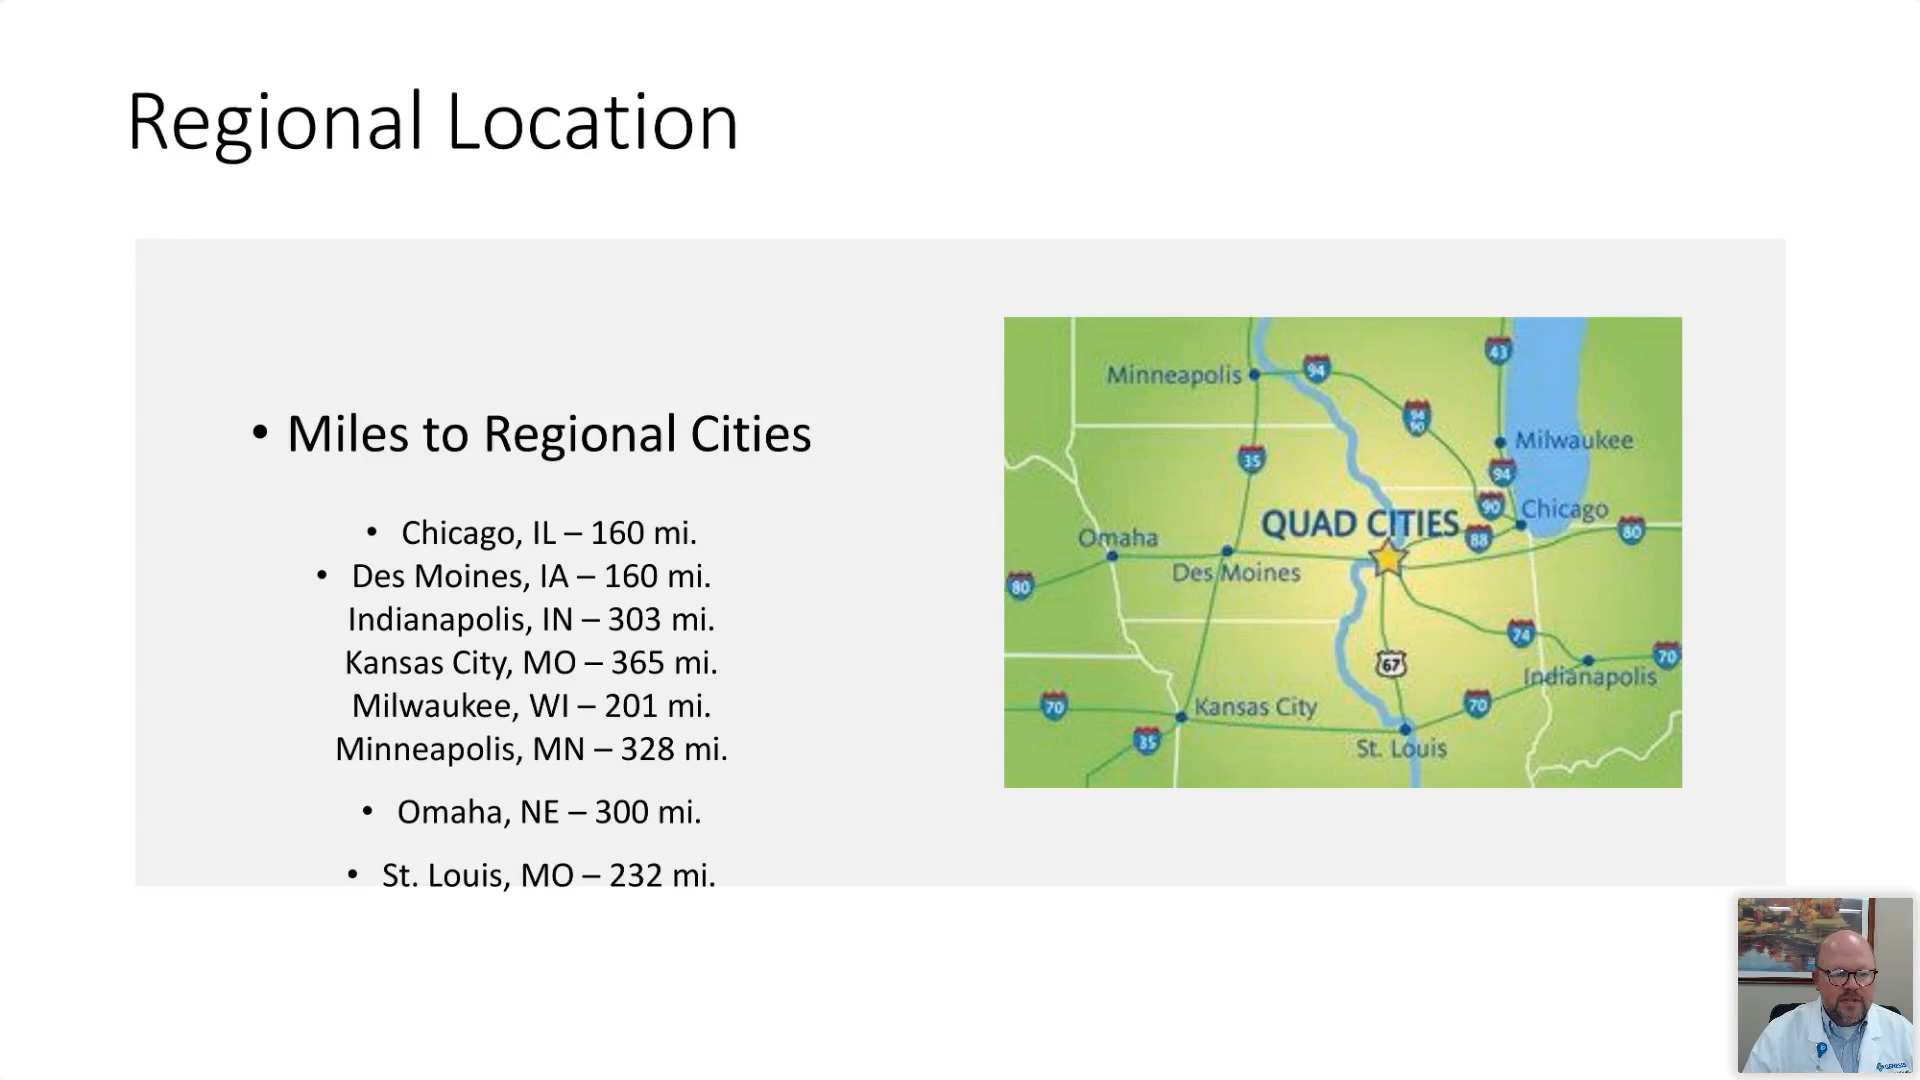 Regional Location
• Miles to Regional Cities
• Chicago, IL – 160 mi.
• Des Moines, IA – 160 mi.
Indianapolis, IN – 303 mi.
Kansas City, MO – 365 mi.
Milwaukee, WI – 201 mi.
Minneapolis, MN – 328 mi.
• Omaha, NE – 300 mi.
• St. Louis, MO – 232 mi.
43
Minneapolis
94
94
90
Milwaukee
35
94
90
Chicago
QUAD CITIES
Omaha
88
80
Des Moines
80
74
67
70
Indianapolis
70
Kansas City
70
35
St. Louis
GENESIS